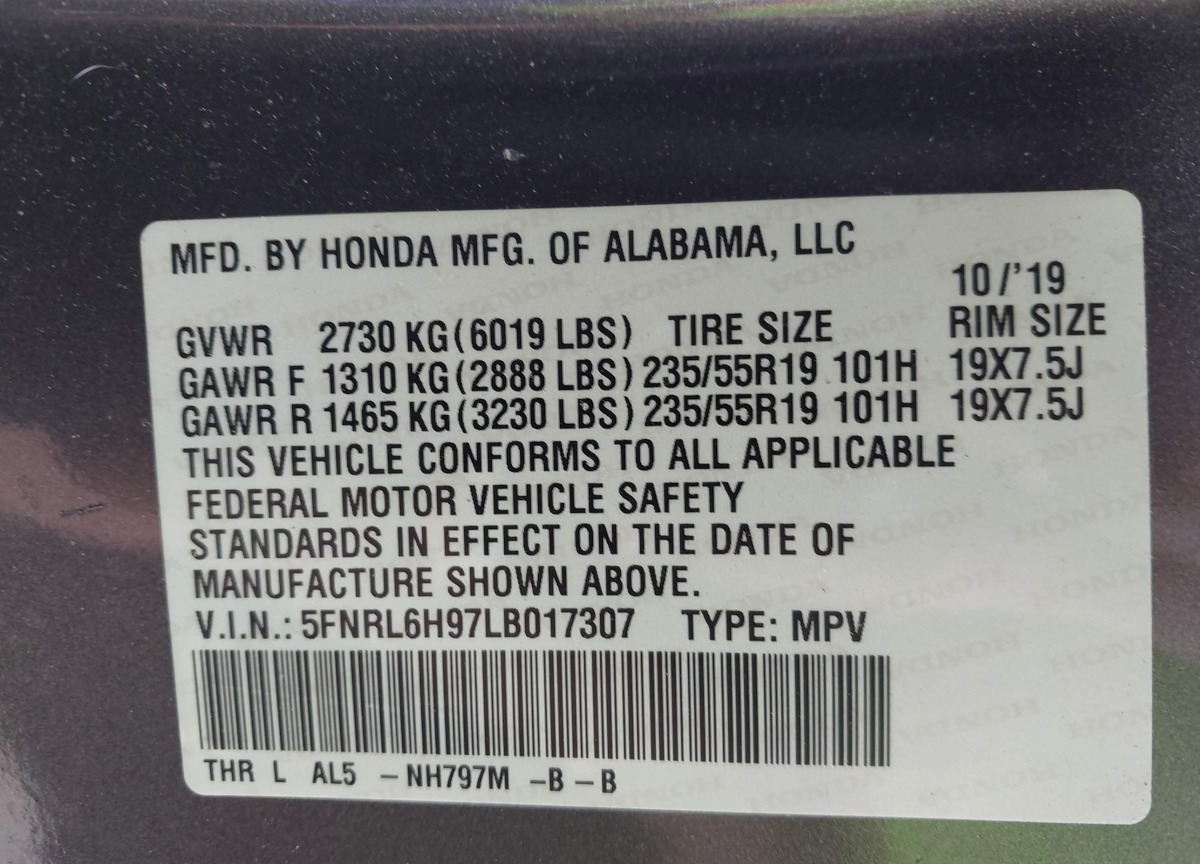 MFD. BY HONDA MFG. OF ALABAMA, LLC
10/'19
GVWR 2730 KG (6019 LBS) TIRE SIZE RIM SIZE
GAWR F 1310 KG (2888 LBS) 235/55R19 101H 19X7.5J
GAWR R 1465 KG (3230 LBS) 235/55R19 101H 19X7.5J
THIS VEHICLE CONFORMS TO ALL APPLICABLE
FEDERAL MOTOR VEHICLE SAFETY
STANDARDS IN EFFECT ON THE DATE OF
MANUFACTURE SHOWN ABOVE.
V.I.N.: 5FNRL6H97LB017307 TYPE: MPV
THR L AL5 -NH797M -B -B